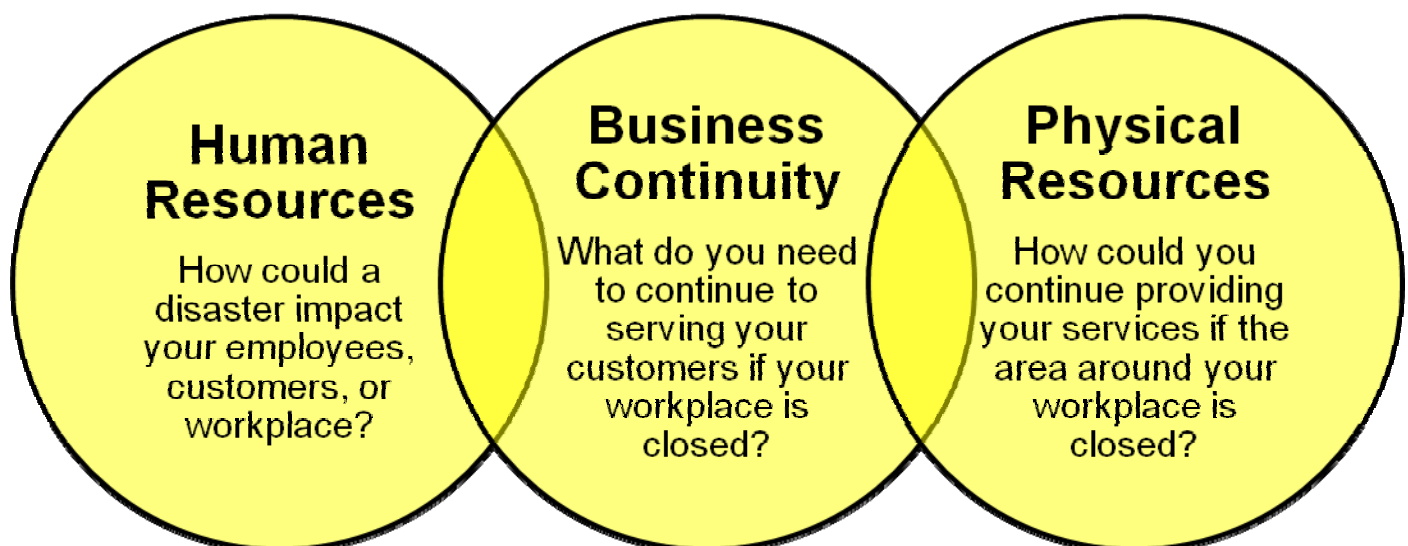 Human
Resources
How could a
disaster impact
your employees,
customers, or
workplace?
Business
Continuity
What do you need
to continue to
serving your
customers if your
workplace is
closed?
Physical
Resources
How could you
continue providing
your services if the
area around your
workplace is
closed?